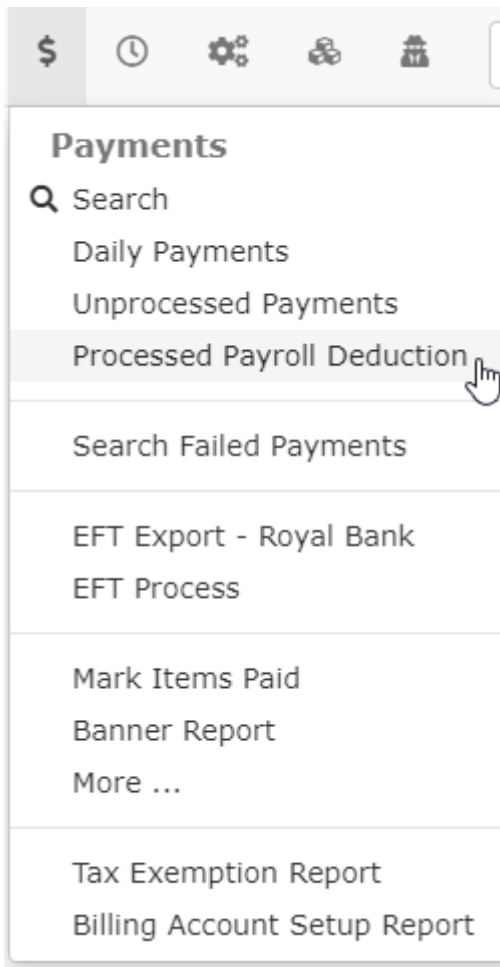 $
Payments
Search
Daily Payments
Unprocessed Payments
Processed Payroll Deduction
Search Failed Payments
EFT Export - Royal Bank
EFT Process
Mark Items Paid
Banner Report
More ...
Tax Exemption Report
Billing Account Setup Report